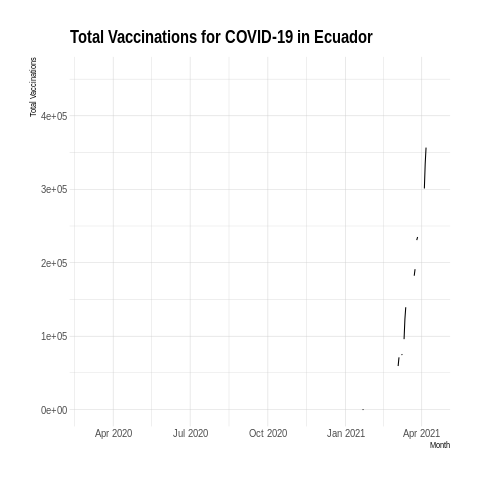 Total Vaccinations for COVID-19 in Ecuador
Total Vaccinations
4e+05
3e+05
2e+05
1e+05
0e+00
Apr 2020 Jul 2020 Oct 2020 Jan 2021 Apr 2021
Month